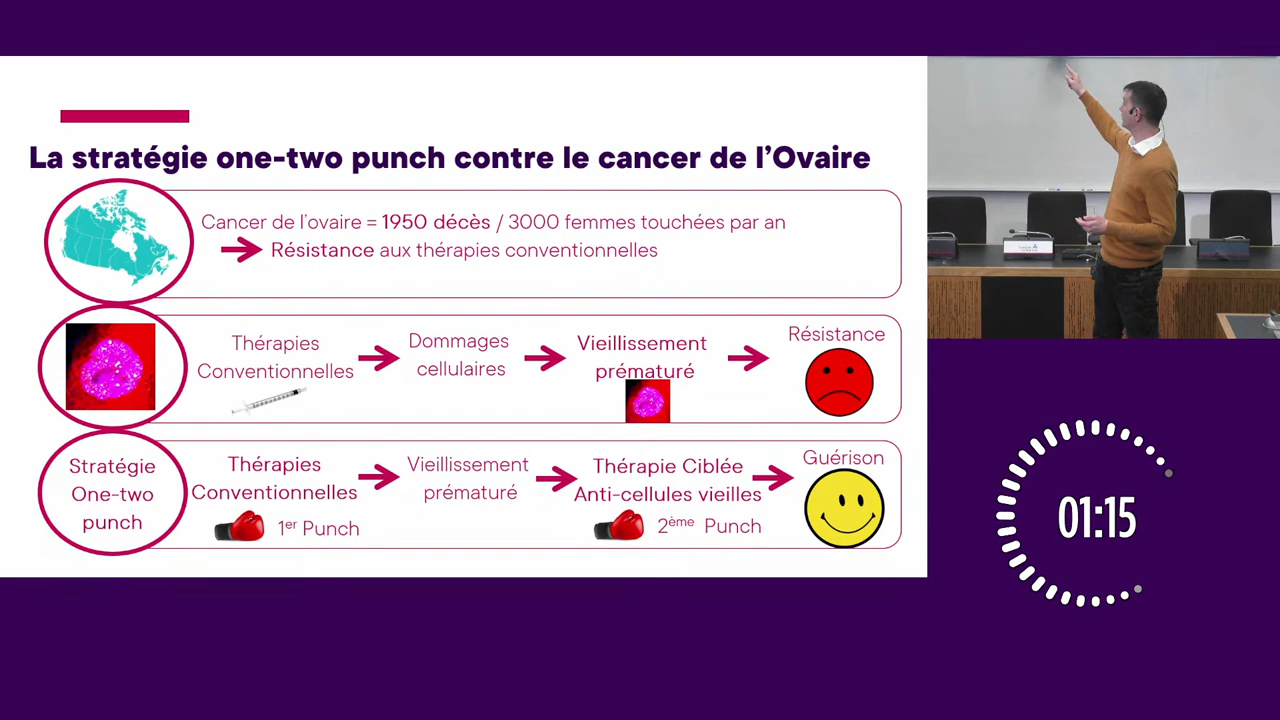 La stratégie one-two punch contre le cancer de l'Ovaire
Cancer de l'ovaire = 1950 décès / 3000 femmes touchées par an
Résistance aux thérapies conventionnelles
Thérapies
Conventionnelles
Dommages
cellulaires
Vieillissement
prématuré
Résistance
Stratégie
One-two
punch
Thérapies
Conventionnelles
1er Punch
Vieillissement
prématuré
Thérapie Ciblée
Anti-cellules vieilles
2ème Punch
Guérison
01:15